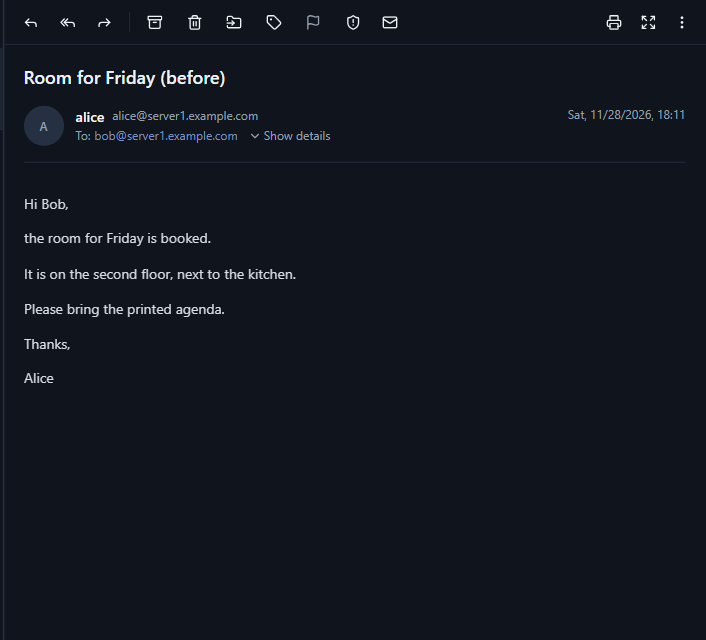 Room for Friday (before)
A
alice alice@server1.example.com
Sat, 11/28/2026, 18:11
To: bob@server1.example.com Show details
Hi Bob,
the room for Friday is booked.
It is on the second floor, next to the kitchen.
Please bring the printed agenda.
Thanks,
Alice